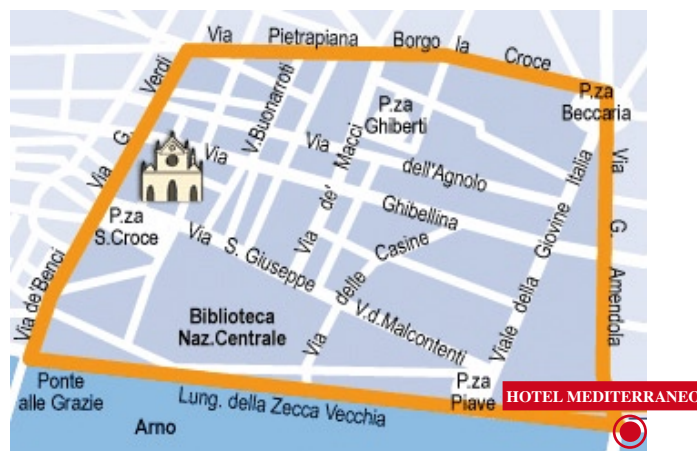 Via Pietrapiana Borgo la Croce
P.za
Beccaria
Via G. Verdi
V.Buonarroti
P.za
Ghiberti
Via dell'Agnolo
Via de' Macci
Via Ghibellina
Viale della Giovine Italia
Via G. Amendola
P.za
S.Croce
Via S. Giuseppe
Via delle Casine
Via de'Benci
Biblioteca
Naz.Centrale
V.d.Malcontenti
P.za
Piave
HOTEL MEDITERRANEO
Ponte
alle Grazie
Lung. della Zecca Vecchia
Arno